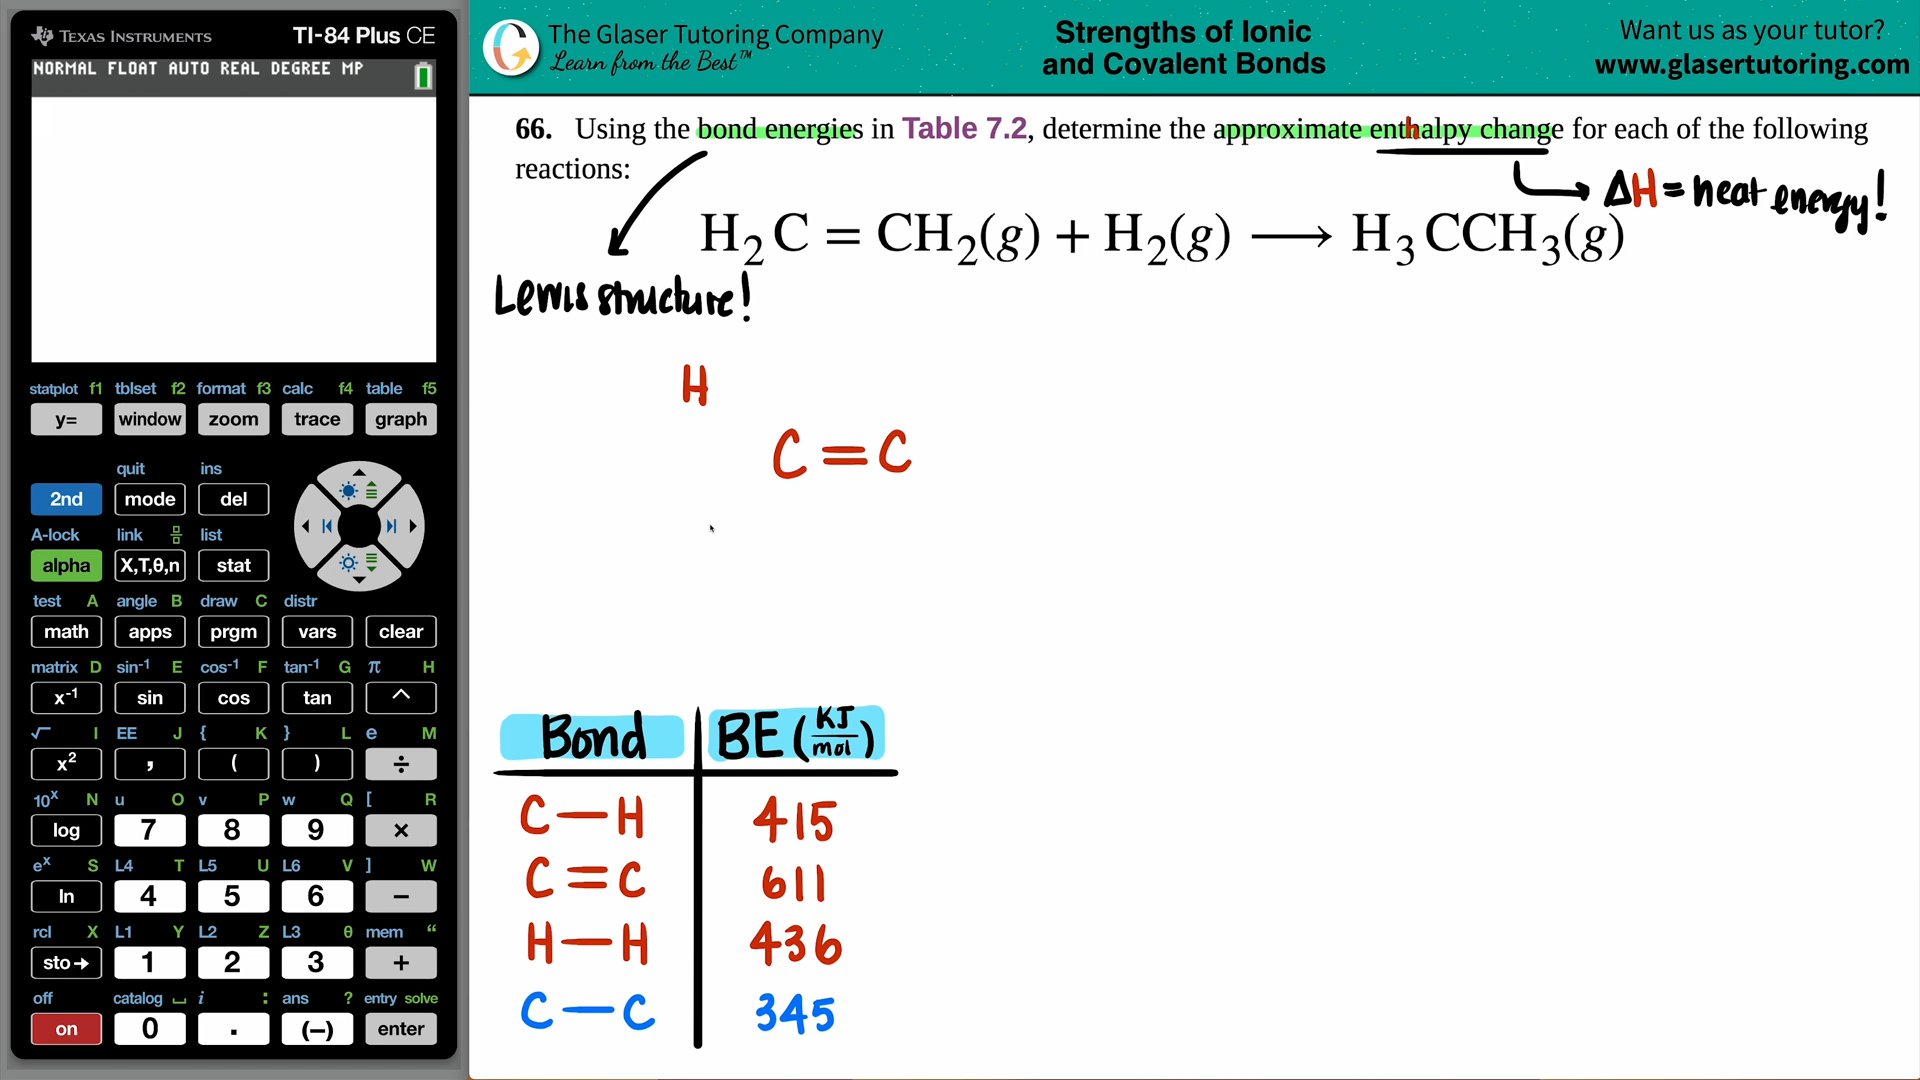 TEXAS INSTRUMENTS TI-84 Plus CE
NORMAL FLOAT AUTO REAL DEGREE MP
statplot f1 tblset f2 format f3 calc f4 table f5
y= window zoom trace graph
quit ins
2nd mode del
A-lock link list
alpha X,T,θ,n stat
test A angle B draw C distr
math apps prgm vars clear
matrix D sin-1 E cos-1 F tan-1 G π H
x-1 sin cos tan ^
√ I EE J { K } L e M
x2 , ( ) ÷
10x N u O v P w Q [ R
log 7 8 9 ×
ex S L4 T L5 U L6 V ] W
ln 4 5 6 −
rcl X L1 Y L2 Z L3 θ mem “
sto→ 1 2 3 +
off catalog ⎵ i : ans ? entry solve
on 0 . (−) enter
The Glaser Tutoring Company
Learn from the Best™
Strengths of Ionic
and Covalent Bonds
Want us as your tutor?
www.glasertutoring.com
66. Using the bond energies in Table 7.2, determine the approximate enthalpy change for each of the following
reactions:
ΔH = heat energy!
H2C = CH2(g) + H2(g) ⟶ H3CCH3(g)
Lewis structure!
H
C = C
Bond BE (KJ/mol)
C — H 415
C = C 611
H — H 436
C — C 345